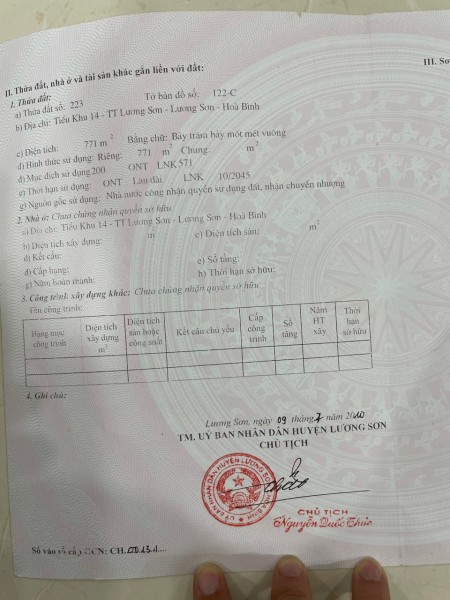 II. Thửa đất, nhà ở và tài sản khác gắn liền với đất:
III. Sơ
1. Thửa đất:
a) Thửa đất số: 223 Tờ bản đồ số: 122-C
b) Địa chỉ: Tiểu Khu 14 - TT Lương Sơn - Lương Sơn - Hoà Bình
c) Diện tích: 771 m² Bằng chữ: Bảy trăm bảy mốt mét vuông
d) Hình thức sử dụng: Riêng: 771 m² Chung: m²
đ) Mục đích sử dụng 200 ONT LNK 571
e) Thời hạn sử dụng: ONT Lâu dài LNK 10/2045
g) Nguồn gốc sử dụng: Nhà nước công nhận quyền sử dụng đất, nhận chuyển nhượng
2. Nhà ở: Chưa chứng nhận quyền sở hữu
a) Địa chỉ: Tiểu Khu 14 - TT Lương Sơn - Lương Sơn - Hoà Bình
b) Diện tích xây dựng: m c) Diện tích sàn: m²
d) Kết cấu: e) Số tầng:
đ) Cấp hạng: h) Thời hạn sở hữu:
g) Năm hoàn thành:
3. Công trình xây dựng khác: Chưa chứng nhận quyền sở hữu
Tên công trình:
Hạng mục công trình
Diện tích xây dựng m²
Diện tích sàn hoặc công suất
Kết cấu chủ yếu
Cấp công trình
Số tầng
Năm HT xây
Thời hạn sở hữu
4. Ghi chú:
Lương Sơn, ngày 09 tháng 7 năm 2010
TM. UỶ BAN NHÂN DÂN HUYỆN LƯƠNG SƠN
CHỦ TỊCH
CHỦ TỊCH
Nguyễn Quốc Thúc
Số vào sổ cấp GCN: CH